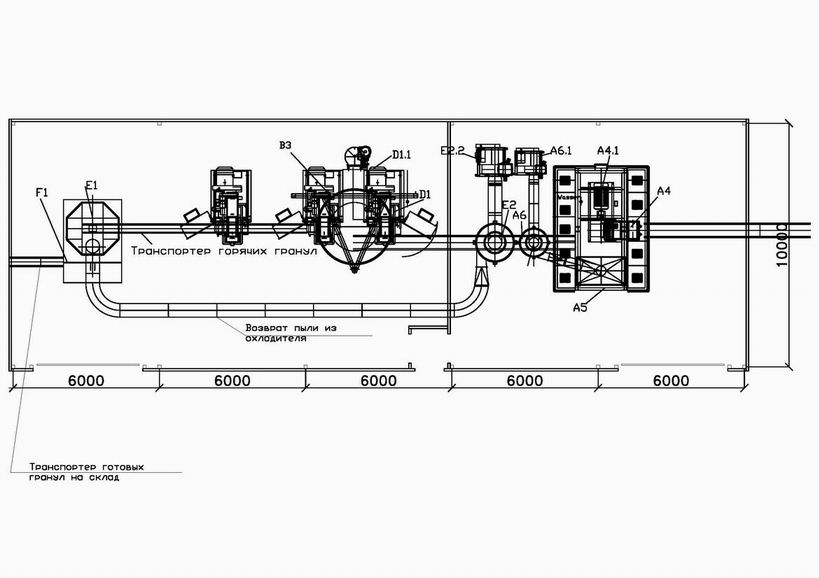 B3
D1.1
E2.2
A6.1
A4.1
F1
E1
D1
A4
E2
A6
Транспортер горячих гранул
10000
A5
Возврат пыли из
охладителя
6000
6000
6000
6000
6000
Транспортер готовых
гранул на склад